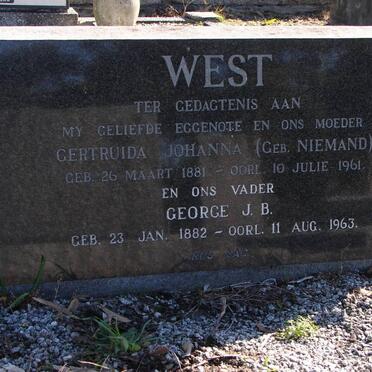 WEST
TER GEDAGTENIS AAN
MY GELIEFDE EGGENOTE EN ONS MOEDER
GERTRUIDA JOHANNA (GEB. NIEMAND)
GEB. 26 MAART 1881 - OORL. 10 JULIE 1961.
EN ONS VADER
GEORGE J. B.
GEB. 23 JAN. 1882 - OORL. 11 AUG. 1963.